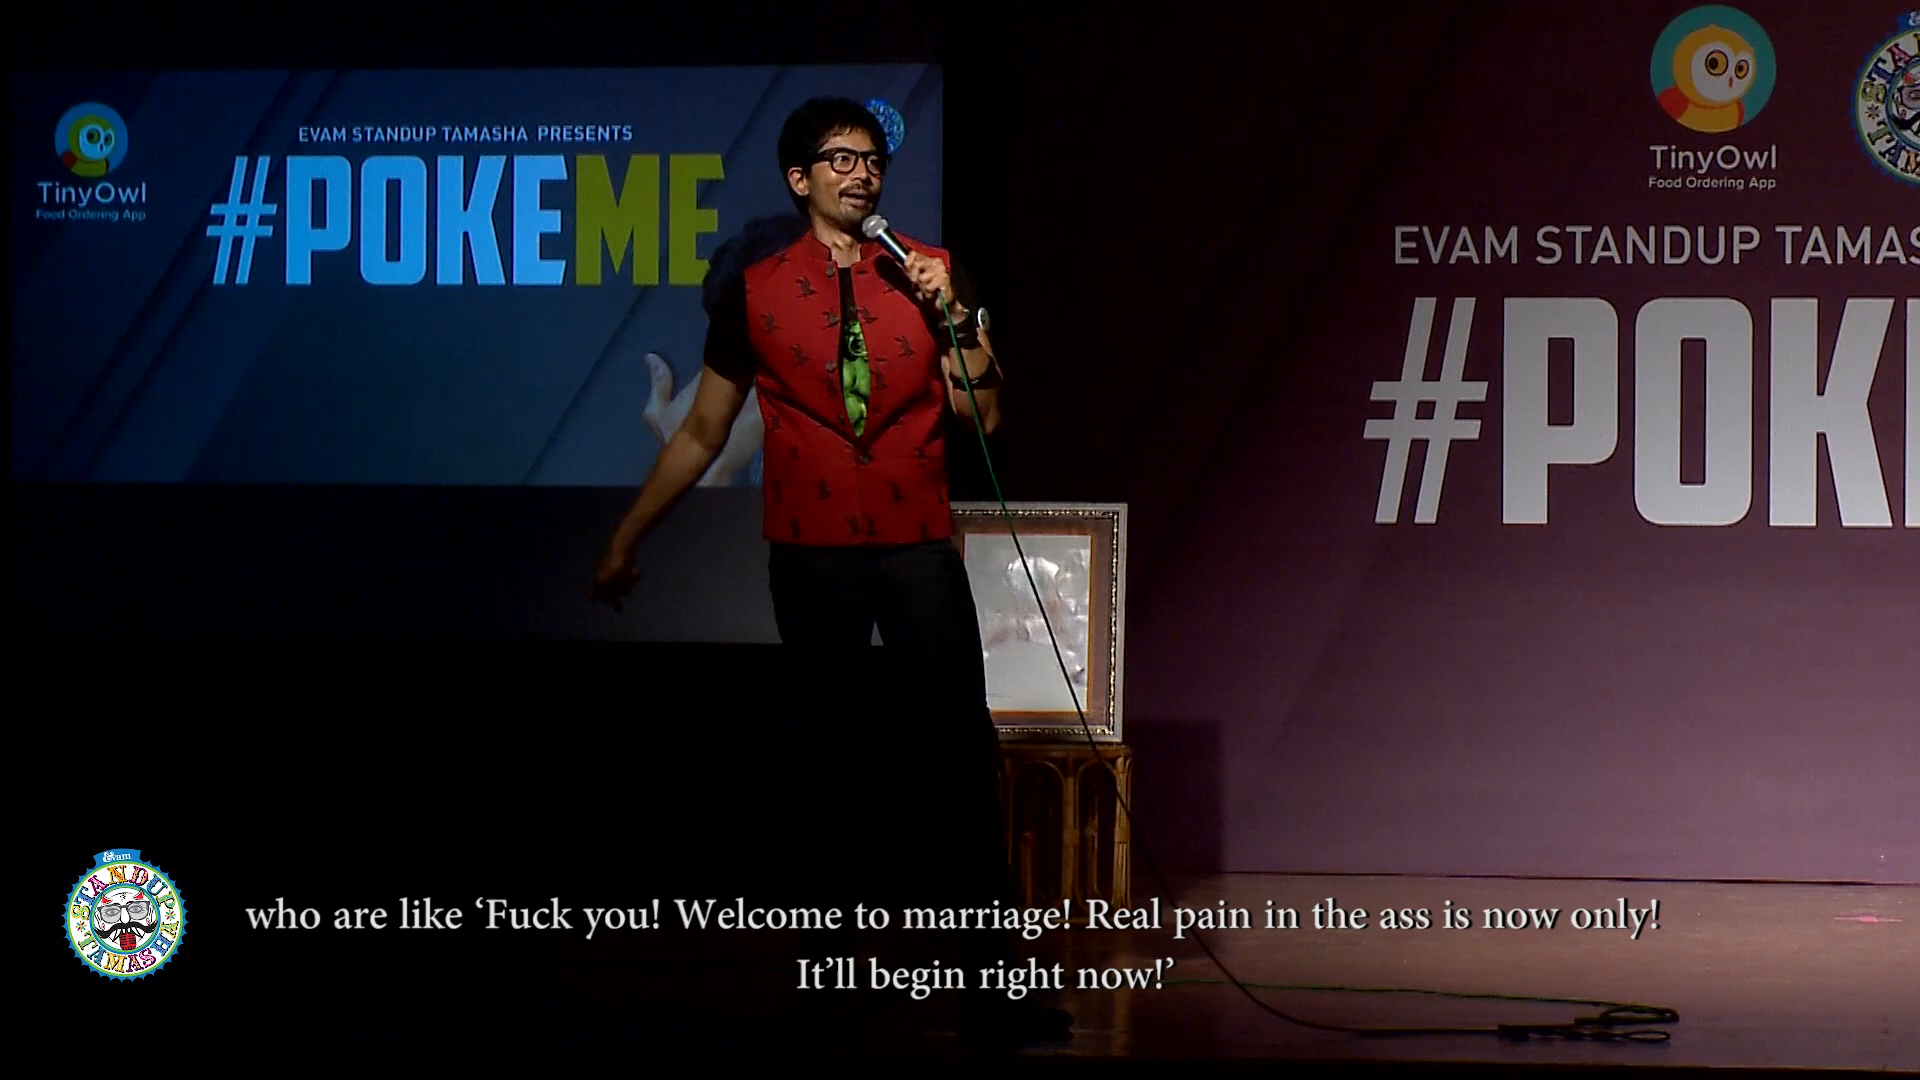 EVAM STANDUP TAMASHA PRESENTS
#POKEME
TinyOwl
Food Ordering App
TinyOwl
Food Ordering App
EVAM STANDUP TAMAS
#POK
Evam
STANDUP
TAMASHA
who are like ‘Fuck you! Welcome to marriage! Real pain in the ass is now only!
It’ll begin right now!’